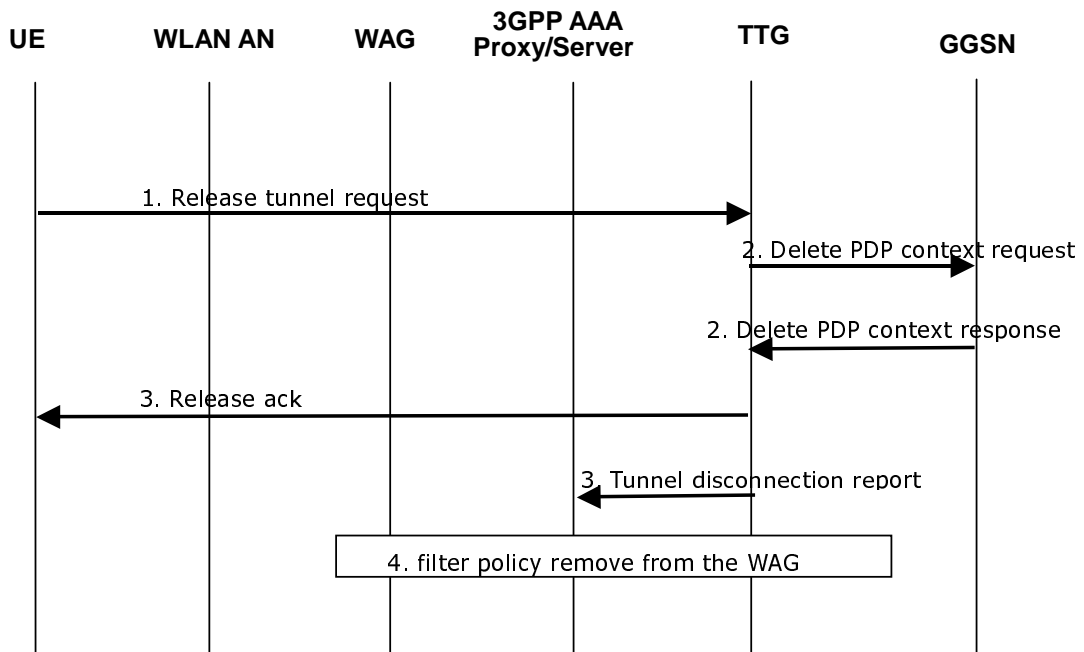 UE
WLAN AN
WAG
3GPP AAA
Proxy/Server
TTG
GGSN
1. Release tunnel request
2. Delete PDP context request
2. Delete PDP context response
3. Release ack
3. Tunnel disconnection report
4. filter policy remove from the WAG